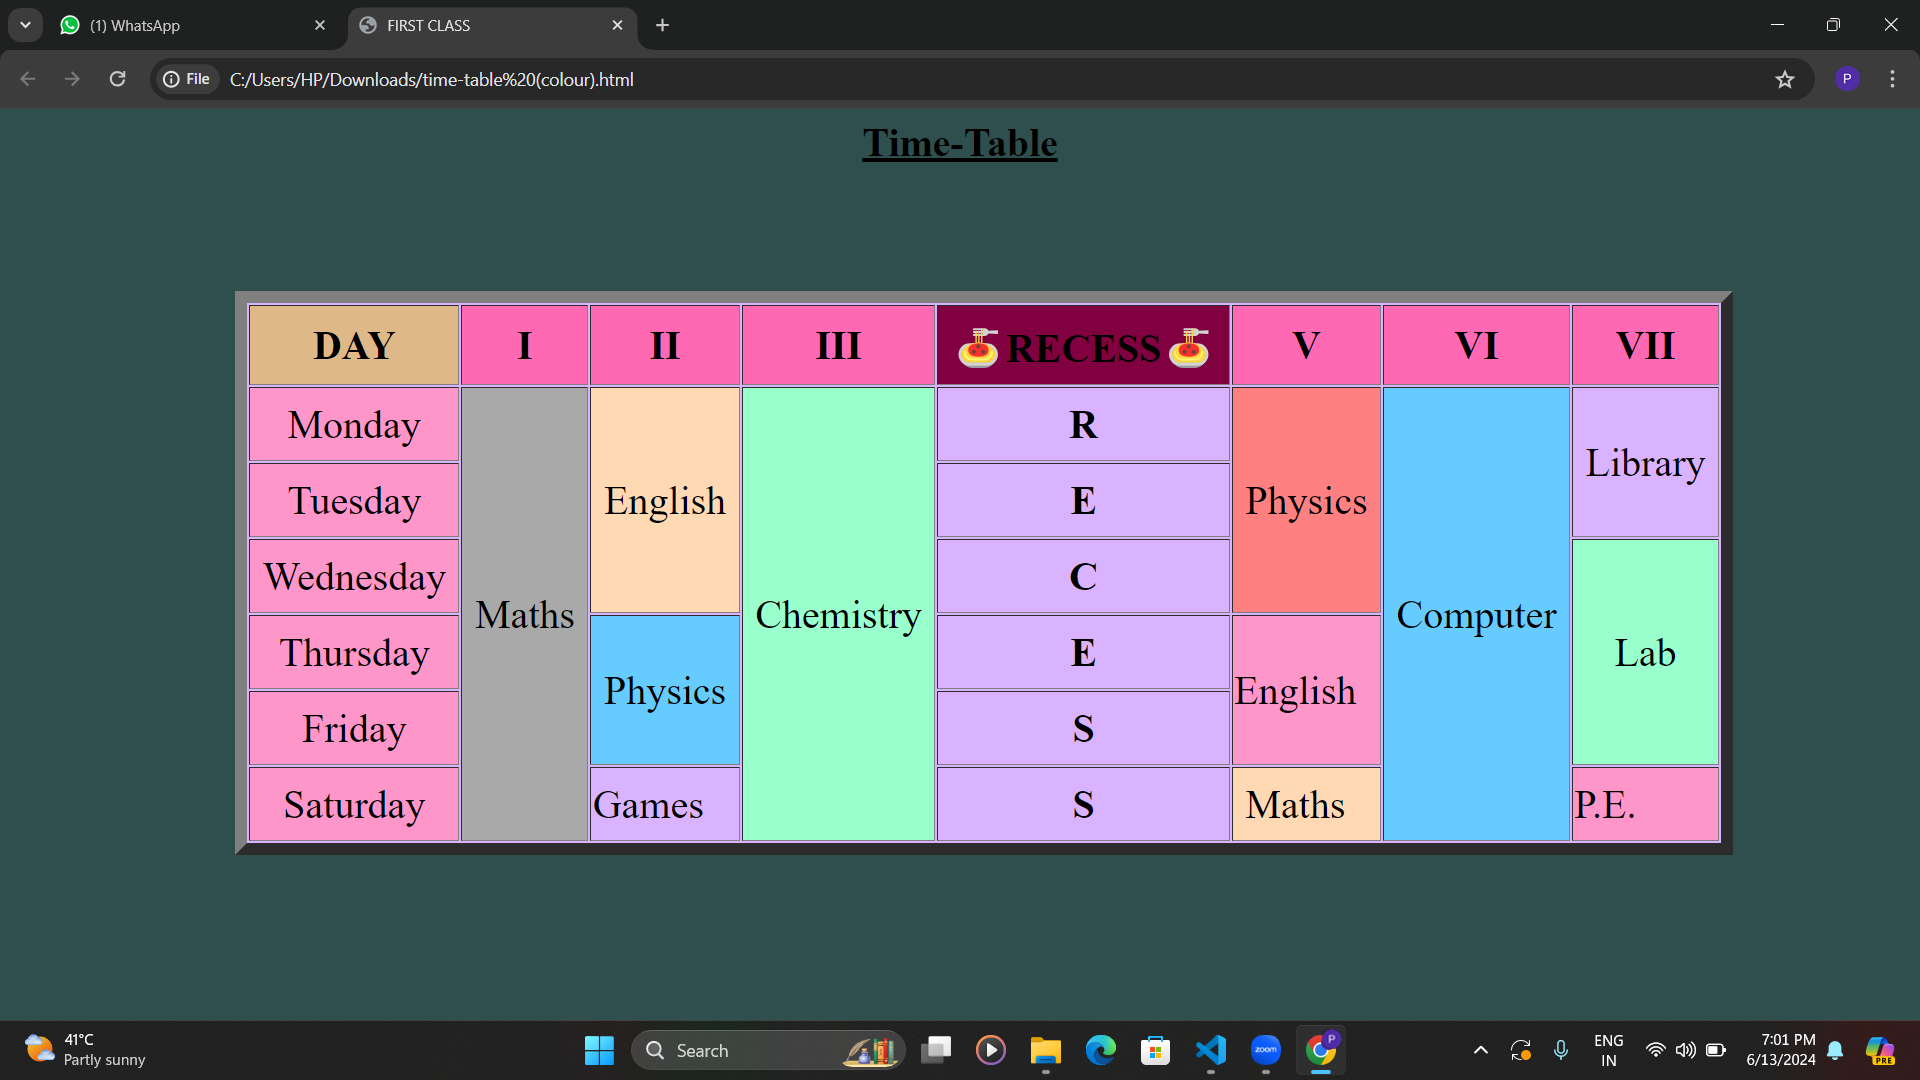 (1) WhatsApp
FIRST CLASS
File
C:/Users/HP/Downloads/time-table%20(colour).html
P
Time-Table
DAY I II III RECESS V VI VII
Monday R
Library
Tuesday English E Physics
Wednesday C
Maths Chemistry Computer
Thursday E Lab
Physics English
Friday S
Saturday Games S Maths P.E.
41°C
Partly sunny
Search
zoom
P
ENG
IN
7:01 PM
6/13/2024
PRE